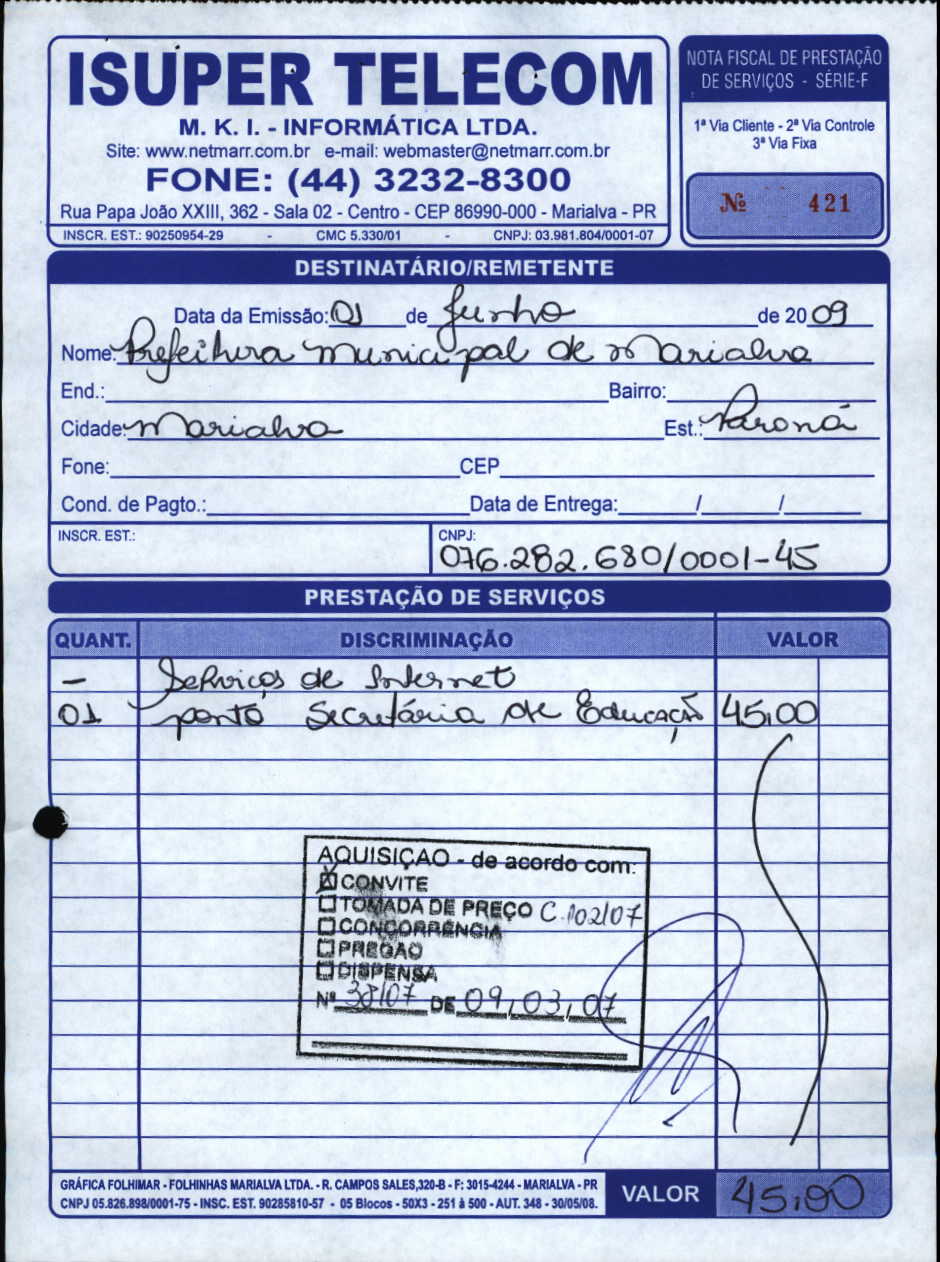 ISUPER TELECOM
M. K. I. - INFORMÁTICA LTDA.
Site: www.netmarr.com.br e-mail: webmaster@netmarr.com.br
FONE: (44) 3232-8300
Rua Papa João XXIII, 362 - Sala 02 - Centro - CEP 86990-000 - Marialva - PR
INSCR. EST.: 90250954-29 - CMC 5.330/01 - CNPJ: 03.981.804/0001-07
NOTA FISCAL DE PRESTAÇÃO
DE SERVIÇOS - SÉRIE-F
1ª Via Cliente - 2ª Via Controle
3ª Via Fixa
Nº 421
DESTINATÁRIO/REMETENTE
Data da Emissão: 01 de Junho de 2009
Nome: Prefeitura Municipal de Marialva
End.: Bairro:
Cidade: Marialva Est.: Paraná
Fone: CEP
Cond. de Pagto.: Data de Entrega: / /
INSCR. EST.: CNPJ:
076.282.680/0001-45
PRESTAÇÃO DE SERVIÇOS
QUANT. DISCRIMINAÇÃO VALOR
- Serviços de Internet
01 ponto Secretária de Educação 45,00
AQUISIÇAO - de acordo com:
CONVITE
TOMADA DE PREÇO C.102/07
CONCORRÊNCIA
PREGAO
DISPENSA
Nº 38/07 DE 09, 03, 07
GRÁFICA FOLHIMAR - FOLHINHAS MARIALVA LTDA. - R. CAMPOS SALES,320-B - F: 3015-4244 - MARIALVA - PR
CNPJ 05.826.898/0001-75 - INSC. EST. 90285810-57 - 05 Blocos - 50X3 - 251 à 500 - AUT. 348 - 30/05/08.
VALOR 45,00